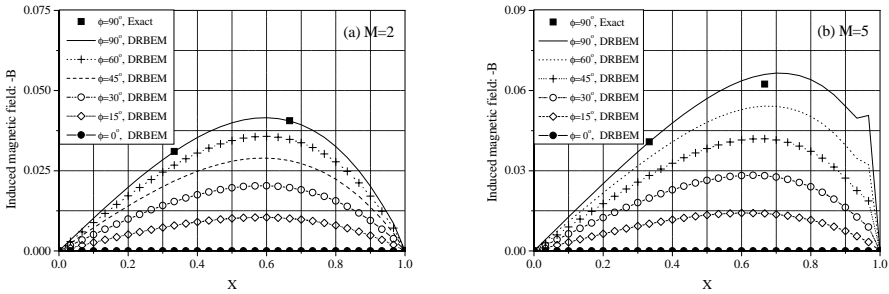 0.075
0.050
0.025
0.000
Induced magnetic field: -B
ϕ=90°, Exact
ϕ=90°, DRBEM
ϕ=60°, DRBEM
ϕ=45°, DRBEM
ϕ=30°, DRBEM
ϕ=15°, DRBEM
ϕ=0°, DRBEM
(a) M=2
0.0 0.2 0.4 0.6 0.8 1.0
X
0.09
0.06
0.03
0.00
Induced magnetic field: -B
ϕ=90°, Exact
ϕ=90°, DRBEM
ϕ=60°, DRBEM
ϕ=45°, DRBEM
ϕ=30°, DRBEM
ϕ=15°, DRBEM
ϕ=0°, DRBEM
(b) M=5
0.0 0.2 0.4 0.6 0.8 1.0
X